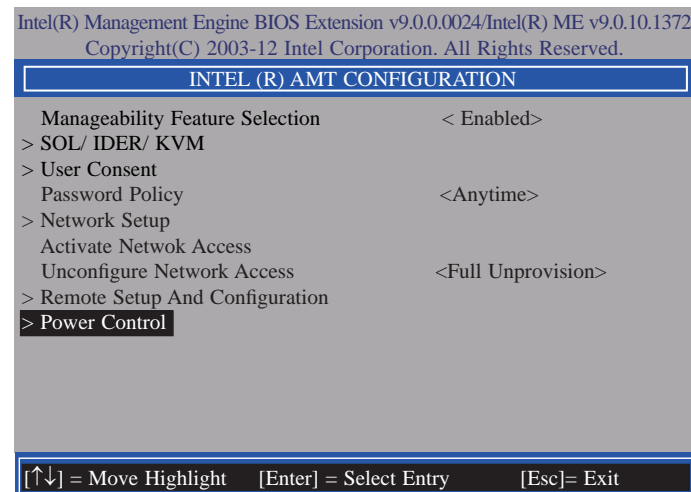 Intel(R) Management Engine BIOS Extension v9.0.0.0024/Intel(R) ME v9.0.10.1372
Copyright(C) 2003-12 Intel Corporation. All Rights Reserved.
INTEL (R) AMT CONFIGURATION
Manageability Feature Selection < Enabled>
> SOL/ IDER/ KVM
> User Consent
Password Policy <Anytime>
> Network Setup
Activate Netwok Access
Unconfigure Network Access <Full Unprovision>
> Remote Setup And Configuration
> Power Control
[↑↓] = Move Highlight [Enter] = Select Entry [Esc]= Exit